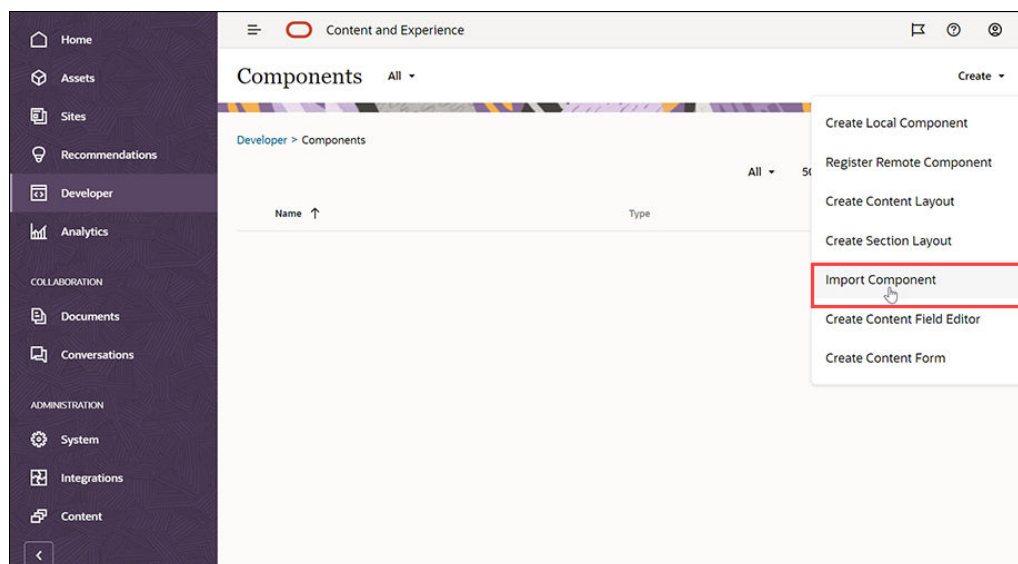 Home
Assets
Sites
Recommendations
Developer
Analytics
COLLABORATION
Documents
Conversations
ADMINISTRATION
System
Integrations
Content
Content and Experience
Components All
Create
Developer > Components
All
Name
Type
Create Local Component
Register Remote Component
Create Content Layout
Create Section Layout
Import Component
Create Content Field Editor
Create Content Form